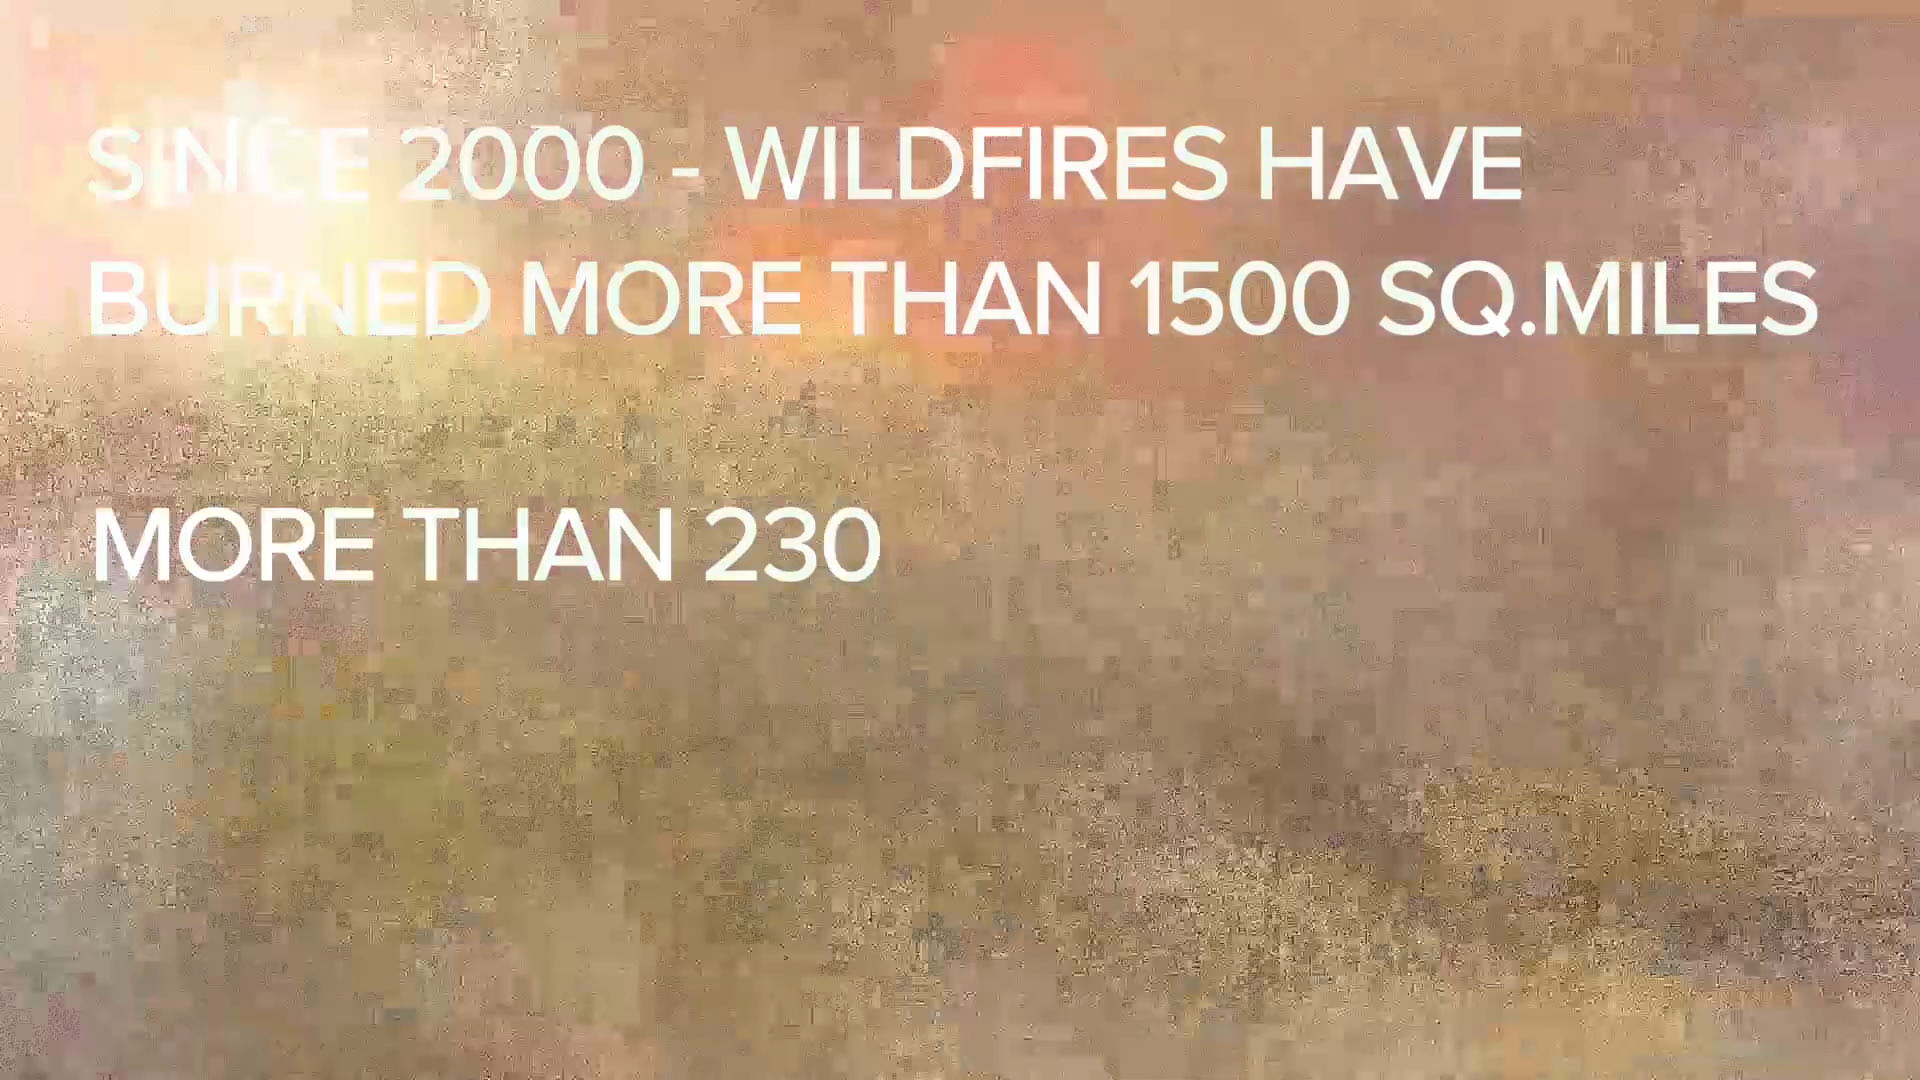 SINCE 2000 - WILDFIRES HAVE
BURNED MORE THAN 1500 SQ.MILES
MORE THAN 230